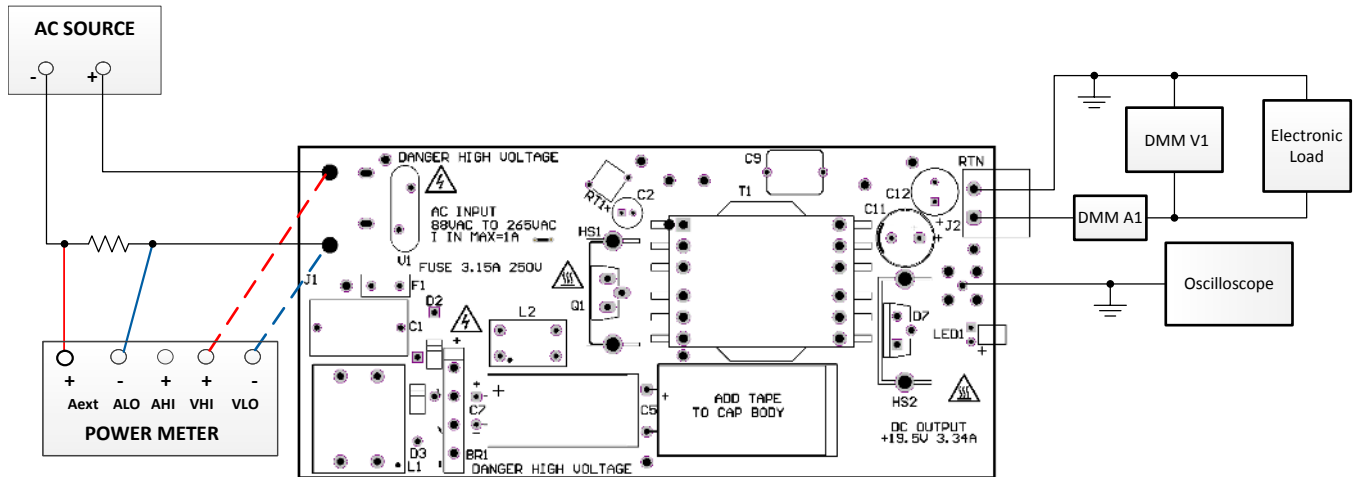 AC SOURCE
- +
DANGER HIGH VOLTAGE
AC INPUT
88VAC TO 265VAC
I IN MAX=1A
V1
FUSE 3.15A 250V
J1
F1
C1
D2
L2
RT1+
C2
HS1
Q1
C9
T1
C12
+
C11
+
RTN
J2
D7
LED1
+
HS2
DC OUTPUT
+19.5V 3.34A
+
+
C7
-
+
C5
+
ADD TAPE
TO CAP BODY
D3
L1
BR1
DANGER HIGH VOLTAGE
DMM V1
Electronic
Load
DMM A1
Oscilloscope
+ - + + -
Aext ALO AHI VHI VLO
POWER METER